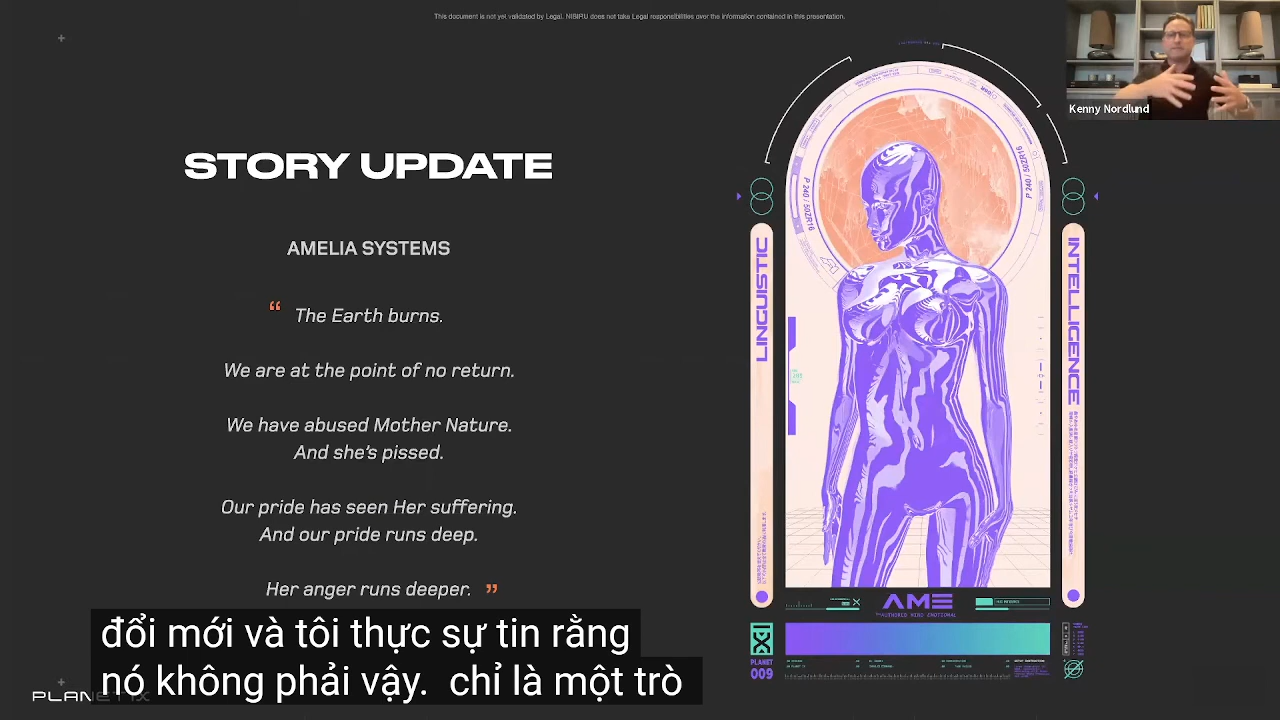 This document is not yet validated by Legal. NIBIRU does not take Legal responsibilities over the information contained in this presentation.
Kenny Nordlund
STORY UPDATE
AMELIA SYSTEMS
“ The Earth burns.
We are at the point of no return.
We have abused Mother Nature.
And she's pissed.
Our pride has seen Her suffering.
And our pride runs deep.
Her anger runs deeper. ”
P 240 / 50ZR16
P 240 / 50ZR16
LINGUISTIC
INTELLIGENCE
AME
PLANET
009
đổi mới và tôi thực sự tin rằng
nó không phải vậy. chỉ là một trò